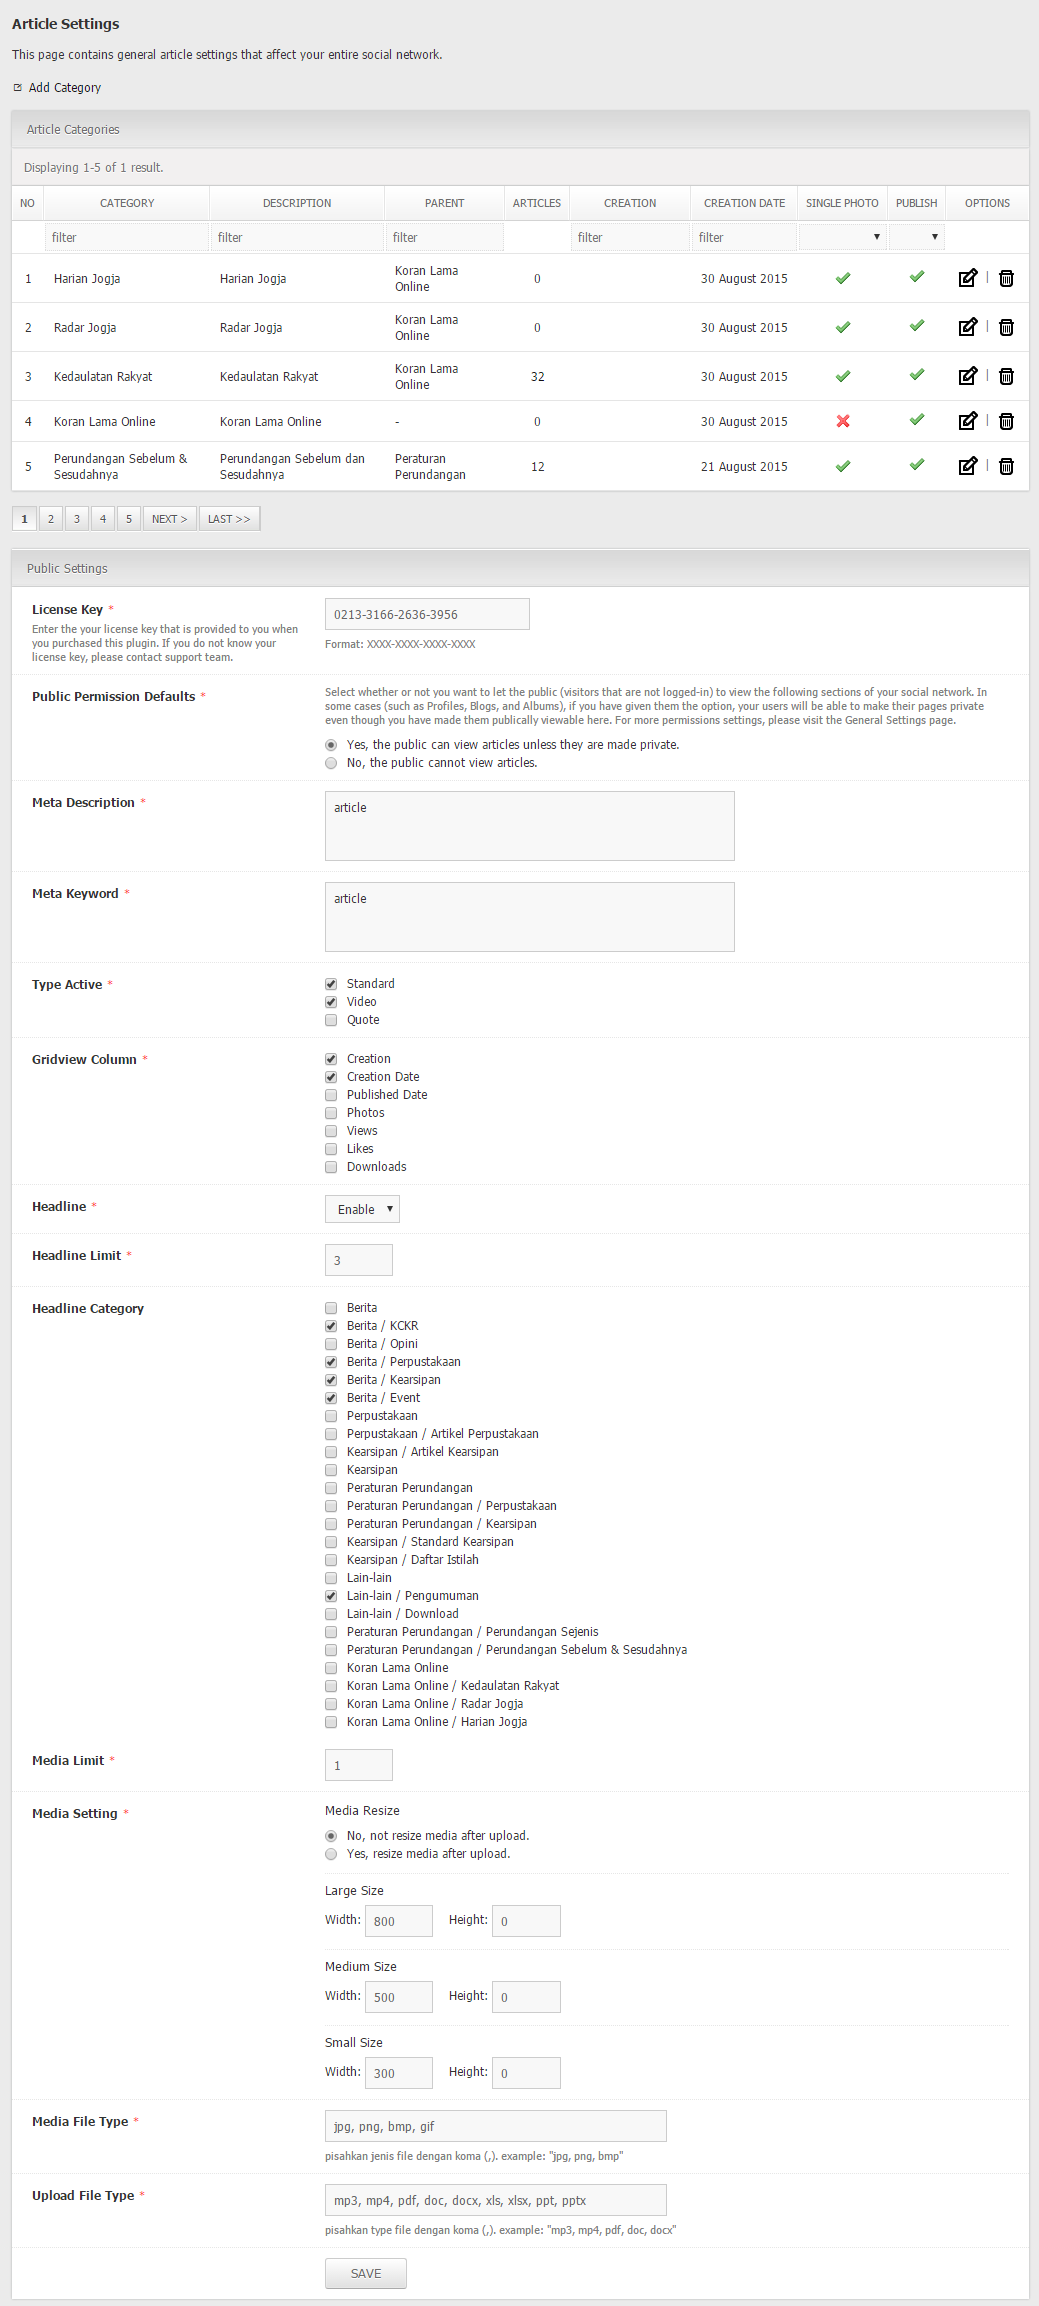 Article Settings
This page contains general article settings that affect your entire social network.
Add Category
Article Categories
Displaying 1-5 of 1 result.
NO CATEGORY DESCRIPTION PARENT ARTICLES CREATION CREATION DATE SINGLE PHOTO PUBLISH OPTIONS
filter filter filter filter filter
1 Harian Jogja Harian Jogja Koran Lama Online 0 30 August 2015 |
2 Radar Jogja Radar Jogja Koran Lama Online 0 30 August 2015 |
3 Kedaulatan Rakyat Kedaulatan Rakyat Koran Lama Online 32 30 August 2015 |
4 Koran Lama Online Koran Lama Online - 0 30 August 2015 |
5 Perundangan Sebelum & Sesudahnya Perundangan Sebelum dan Sesudahnya Peraturan Perundangan 12 21 August 2015 |
1 2 3 4 5 NEXT > LAST >>
Public Settings
License Key *
Enter the your license key that is provided to you when
you purchased this plugin. If you do not know your
license key, please contact support team.
0213-3166-2636-3956
Format: XXXX-XXXX-XXXX-XXXX
Public Permission Defaults *
Select whether or not you want to let the public (visitors that are not logged-in) to view the following sections of your social network. In
some cases (such as Profiles, Blogs, and Albums), if you have given them the option, your users will be able to make their pages private
even though you have made them publically viewable here. For more permissions settings, please visit the General Settings page.
Yes, the public can view articles unless they are made private.
No, the public cannot view articles.
Meta Description *
article
Meta Keyword *
article
Type Active *
Standard
Video
Quote
Gridview Column *
Creation
Creation Date
Published Date
Photos
Views
Likes
Downloads
Headline *
Enable
Headline Limit *
3
Headline Category
Berita
Berita / KCKR
Berita / Opini
Berita / Perpustakaan
Berita / Kearsipan
Berita / Event
Perpustakaan
Perpustakaan / Artikel Perpustakaan
Kearsipan / Artikel Kearsipan
Kearsipan
Peraturan Perundangan
Peraturan Perundangan / Perpustakaan
Peraturan Perundangan / Kearsipan
Kearsipan / Standard Kearsipan
Kearsipan / Daftar Istilah
Lain-lain
Lain-lain / Pengumuman
Lain-lain / Download
Peraturan Perundangan / Perundangan Sejenis
Peraturan Perundangan / Perundangan Sebelum & Sesudahnya
Koran Lama Online
Koran Lama Online / Kedaulatan Rakyat
Koran Lama Online / Radar Jogja
Koran Lama Online / Harian Jogja
Media Limit *
1
Media Setting *
Media Resize
No, not resize media after upload.
Yes, resize media after upload.
Large Size
Width: 800 Height: 0
Medium Size
Width: 500 Height: 0
Small Size
Width: 300 Height: 0
Media File Type *
jpg, png, bmp, gif
pisahkan jenis file dengan koma (,). example: "jpg, png, bmp"
Upload File Type *
mp3, mp4, pdf, doc, docx, xls, xlsx, ppt, pptx
pisahkan type file dengan koma (,). example: "mp3, mp4, pdf, doc, docx"
SAVE